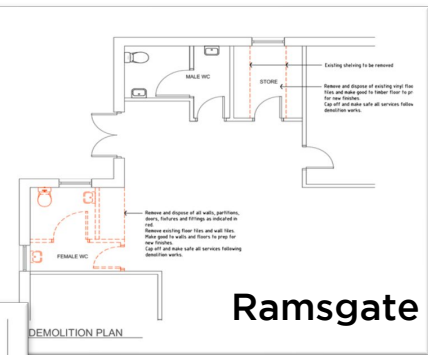 Existing shelving to be removed
MALE WC
STORE
Remove and dispose of existing vinyl floo
tiles and make good to timber floor to pr
for new finishes.
Cap off and make safe all services follow
demolition works.
Remove and dispose of all walls, partitions,
doors, fixtures and fittings as indicated in
red.
Remove existing floor tiles and wall tiles.
Make good to walls and floors to prep for
new finishes.
Cap off and make safe all services following
demolition works.
FEMALE WC
Ramsgate
DEMOLITION PLAN